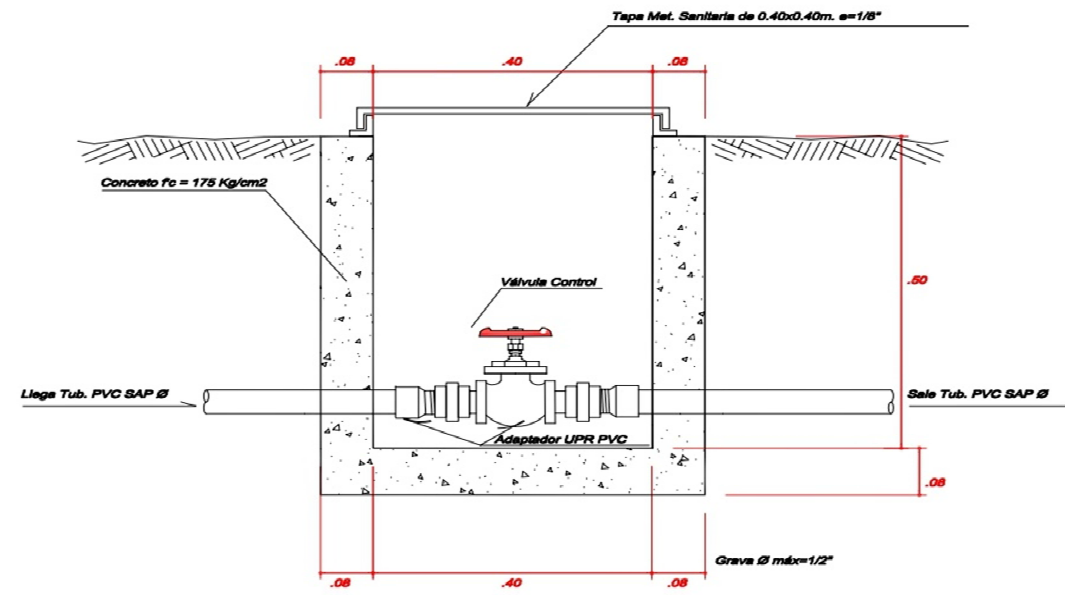 Tapa Met. Sanitaria de 0.40x0.40m. e=1/8"
.08 .40 .08
Concreto f'c = 175 Kg/cm2
.50
Válvula Control
Llega Tub. PVC SAP Ø
Sale Tub. PVC SAP Ø
Adaptador UPR PVC
.08
Grava Ø máx=1/2"
.08 .40 .08